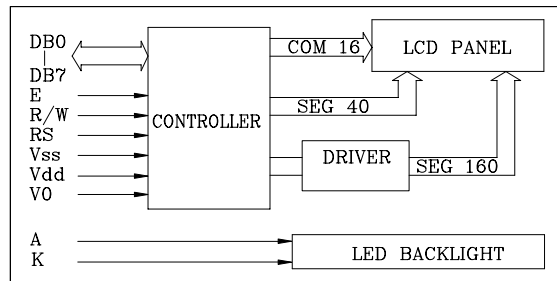 DB0
DB7
E
R/W
RS
Vss
Vdd
V0
A
K
CONTROLLER
COM 16
LCD PANEL
SEG 40
DRIVER
SEG 160
LED BACKLIGHT